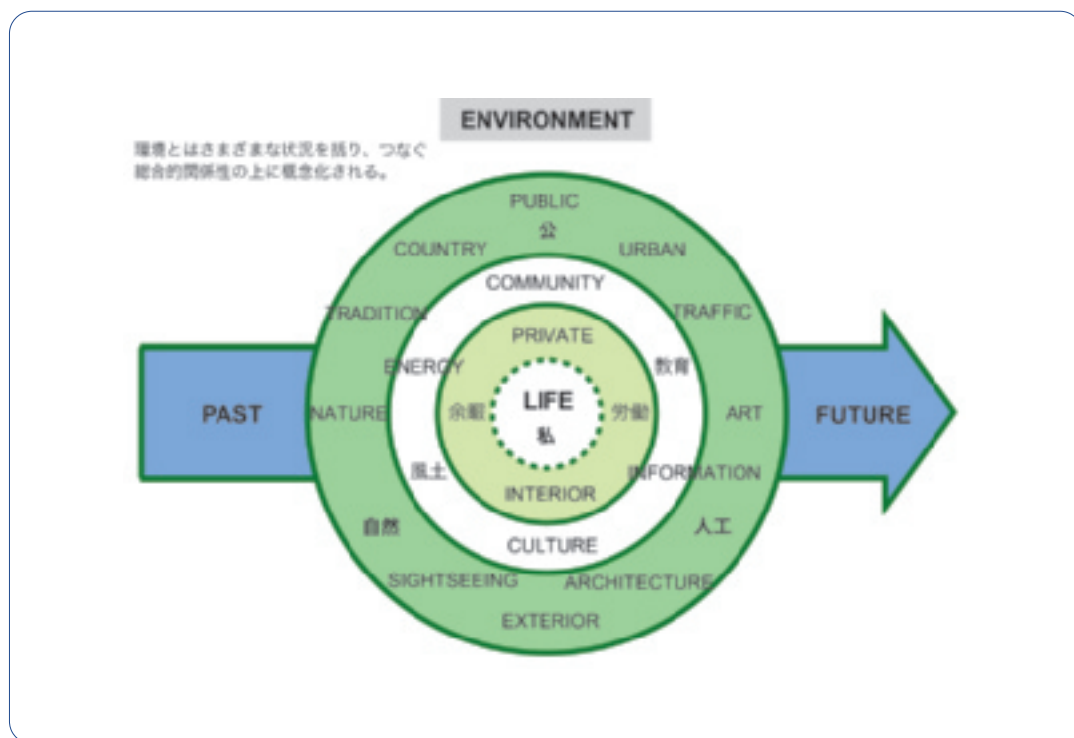 ENVIRONMENT
環境とはさまざまな状況を括り、つなぐ
総合的関係性の上に概念化される。
PUBLIC
公
COUNTRY
URBAN
COMMUNITY
TRADITION
TRAFFIC
PRIVATE
ENERGY
教育
PAST
NATURE
余暇
LIFE
私
労働
ART
FUTURE
風土
INFORMATION
INTERIOR
自然
人工
CULTURE
SIGHTSEEING
ARCHITECTURE
EXTERIOR